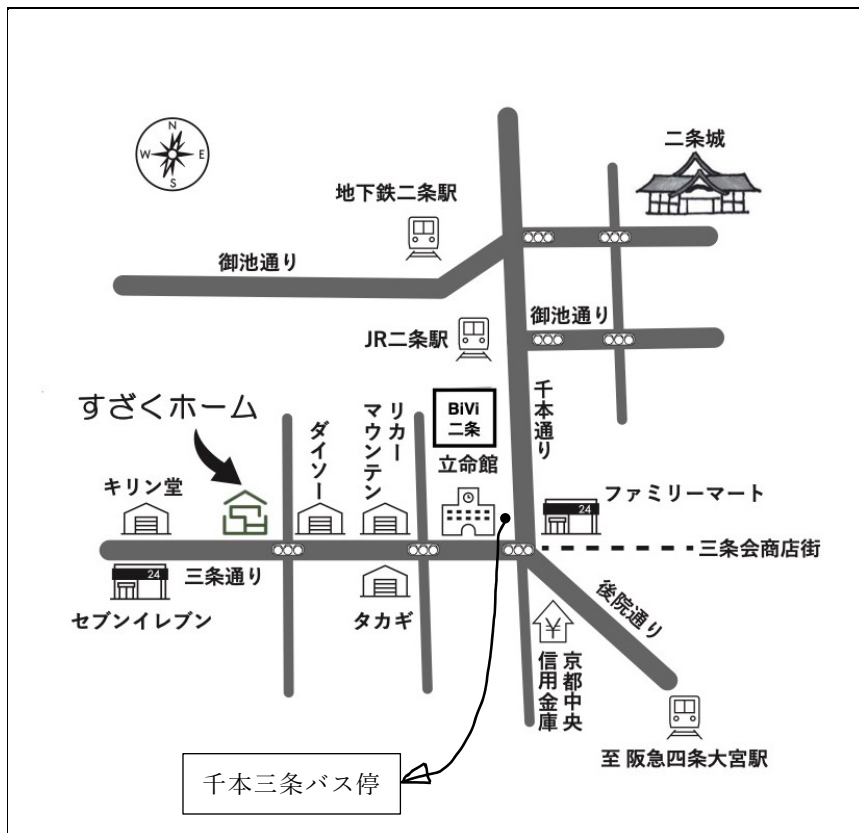 N
W
E
S
二条城
地下鉄二条駅
御池通り
御池通り
JR二条駅
千本通り
BiVi
二条
立命館
リカー
マウンテン
ダイソー
すざくホーム
キリン堂
24
ファミリーマート
三条会商店街
三条通り
24
セブンイレブン
タカギ
後院通り
¥
京都中央
信用金庫
至 阪急四条大宮駅
千本三条バス停